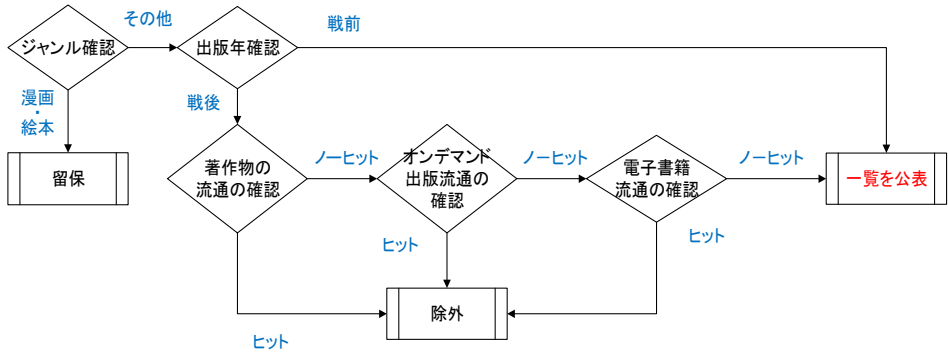 その他
戦前
ジャンル確認
出版年確認
漫画
・
絵本
戦後
留保
著作物の
流通の確認
ノーヒット
オンデマンド
出版流通の
確認
ノーヒット
電子書籍
流通の確認
ノーヒット
一覧を公表
ヒット
ヒット
除外
ヒット